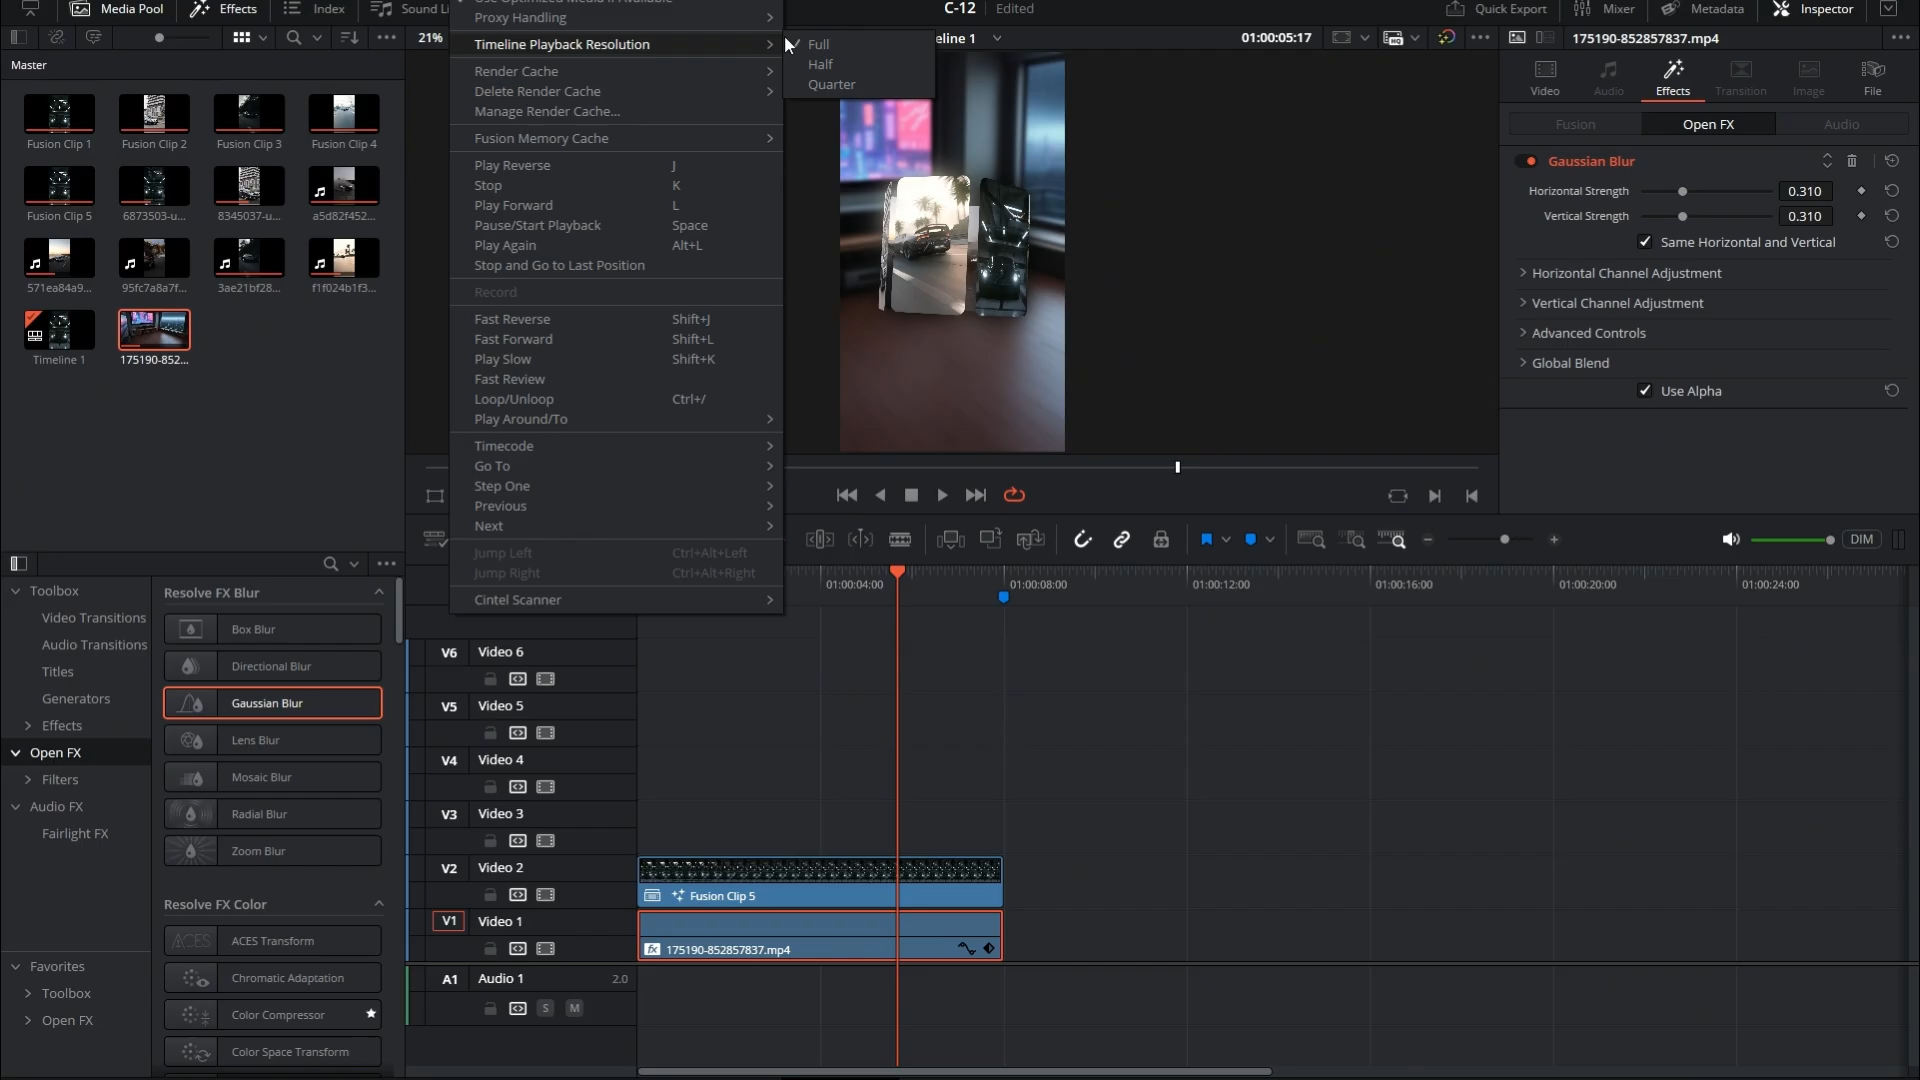 Media Pool
Effects
Index
Sound Li
C-12
Edited
Quick Export
Mixer
Metadata
Inspector
21%
eline 1
01:00:05:17
175190-852857837.mp4
Master
Fusion Clip 1
Fusion Clip 2
Fusion Clip 3
Fusion Clip 4
Fusion Clip 5
6873503-u...
8345037-u...
a5d82f452...
571ea84a9...
95fc7a8a7f...
3ae21bf28...
f1f024b1f3...
Timeline 1
175190-852...
Use Optimized Media if Available
Proxy Handling
Timeline Playback Resolution
Render Cache
Delete Render Cache
Manage Render Cache...
Fusion Memory Cache
Play Reverse J
Stop K
Play Forward L
Pause/Start Playback Space
Play Again Alt+L
Stop and Go to Last Position
Record
Fast Reverse Shift+J
Fast Forward Shift+L
Play Slow Shift+K
Fast Review
Loop/Unloop Ctrl+/
Play Around/To
Timecode
Go To
Step One
Previous
Next
Jump Left Ctrl+Alt+Left
Jump Right Ctrl+Alt+Right
Cintel Scanner
Full
Half
Quarter
Video
Audio
Effects
Transition
Image
File
Fusion
Open FX
Audio
Gaussian Blur
Horizontal Strength 0.310
Vertical Strength 0.310
Same Horizontal and Vertical
Horizontal Channel Adjustment
Vertical Channel Adjustment
Advanced Controls
Global Blend
Use Alpha
DIM
Toolbox
Video Transitions
Audio Transitions
Titles
Generators
Effects
Open FX
Filters
Audio FX
Fairlight FX
Favorites
Toolbox
Open FX
Resolve FX Blur
Box Blur
Directional Blur
Gaussian Blur
Lens Blur
Mosaic Blur
Radial Blur
Zoom Blur
Resolve FX Color
ACES Transform
Chromatic Adaptation
Color Compressor
Color Space Transform
01:00:04:00
01:00:08:00
01:00:12:00
01:00:16:00
01:00:20:00
01:00:24:00
V6 Video 6
V5 Video 5
V4 Video 4
V3 Video 3
V2 Video 2
Fusion Clip 5
V1 Video 1
fx 175190-852857837.mp4
A1 Audio 1 2.0
S M